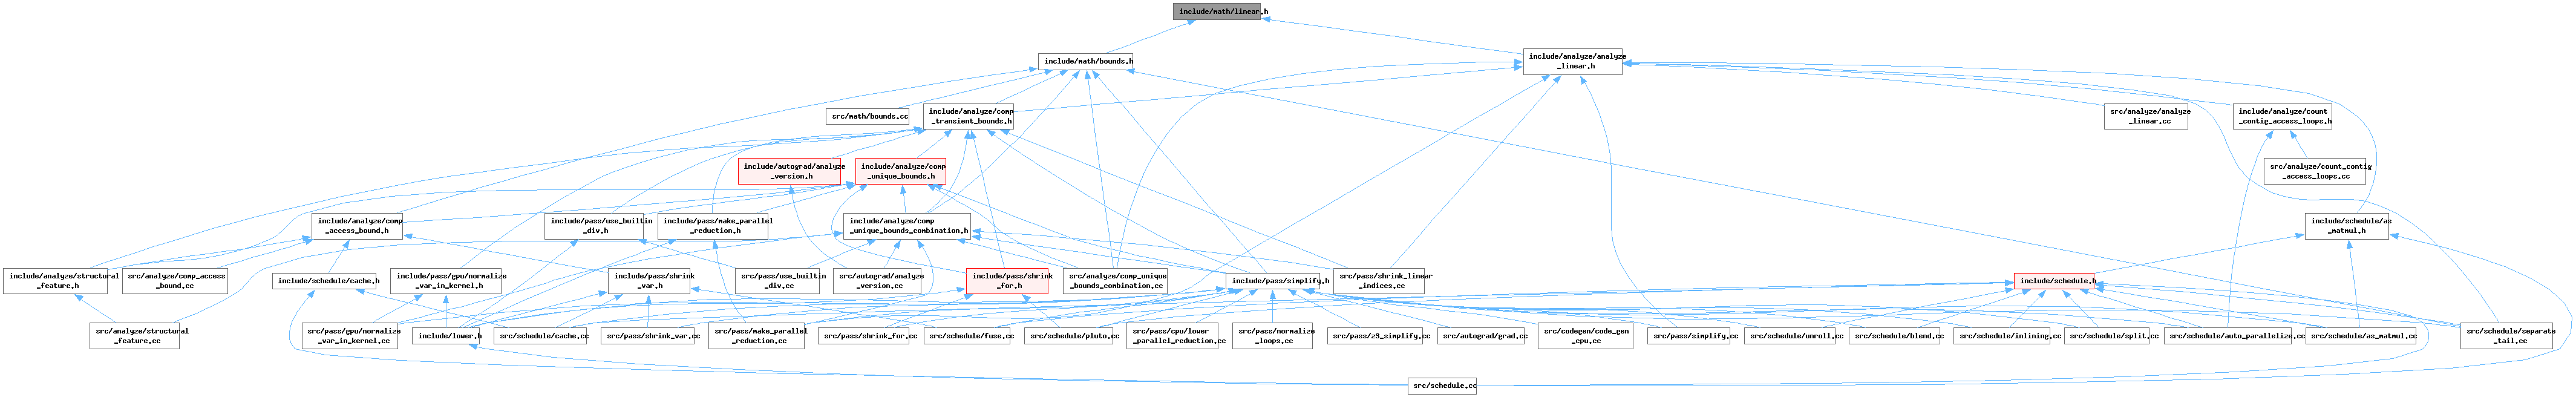 include/math/linear.h
include/math/bounds.h
include/analyze/analyze
_linear.h
src/math/bounds.cc
include/analyze/comp
_transient_bounds.h
src/analyze/analyze
_linear.cc
include/analyze/count
_contig_access_loops.h
include/autograd/analyze
_version.h
include/analyze/comp
_unique_bounds.h
src/analyze/count_contig
_access_loops.cc
include/analyze/comp
_access_bound.h
include/pass/use_builtin
_div.h
include/pass/make_parallel
_reduction.h
include/analyze/comp
_unique_bounds_combination.h
include/schedule/as
_matmul.h
include/analyze/structural
_feature.h
src/analyze/comp_access
_bound.cc
include/schedule/cache.h
include/pass/gpu/normalize
_var_in_kernel.h
include/pass/shrink
_var.h
src/pass/use_builtin
_div.cc
src/autograd/analyze
_version.cc
include/pass/shrink
_for.h
src/analyze/comp_unique
_bounds_combination.cc
include/pass/simplify.h
src/pass/shrink_linear
_indices.cc
include/schedule.h
src/analyze/structural
_feature.cc
src/pass/gpu/normalize
_var_in_kernel.cc
include/lower.h
src/schedule/cache.cc
src/pass/shrink_var.cc
src/pass/make_parallel
_reduction.cc
src/pass/shrink_for.cc
src/schedule/fuse.cc
src/schedule/pluto.cc
src/pass/cpu/lower
_parallel_reduction.cc
src/pass/normalize
_loops.cc
src/pass/z3_simplify.cc
src/autograd/grad.cc
src/codegen/code_gen
_cpu.cc
src/pass/simplify.cc
src/schedule/unroll.cc
src/schedule/blend.cc
src/schedule/inlining.cc
src/schedule/split.cc
src/schedule/auto_parallelize.cc
src/schedule/as_matmul.cc
src/schedule/separate
_tail.cc
src/schedule.cc